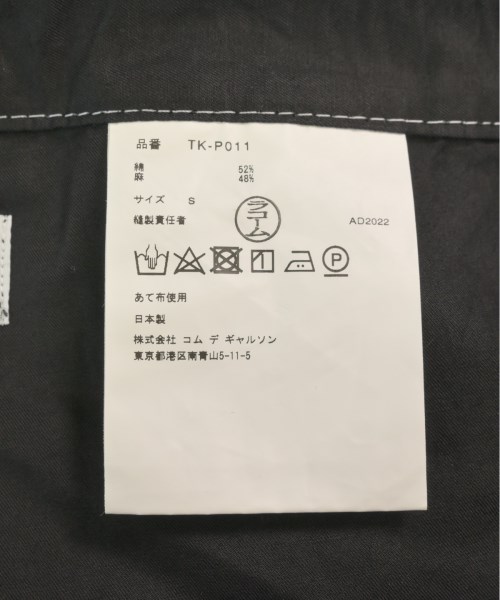 品番 TK-P011
綿 52%
麻 48%
サイズ S
縫製責任者 ラコーム AD2022
あて布使用
日本製
株式会社 コム デ ギャルソン
東京都港区南青山5-11-5